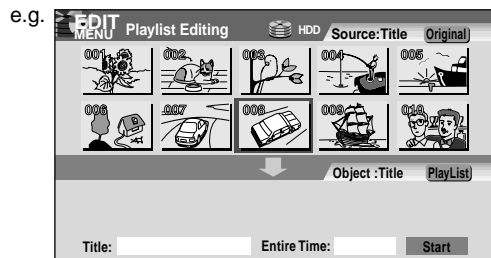 e.g.
EDIT
MENU Playlist Editing HDD Source:Title Original
001 002 003 004 005
006 007 008 009 010
Object :Title PlayList
Title: Entire Time: Start